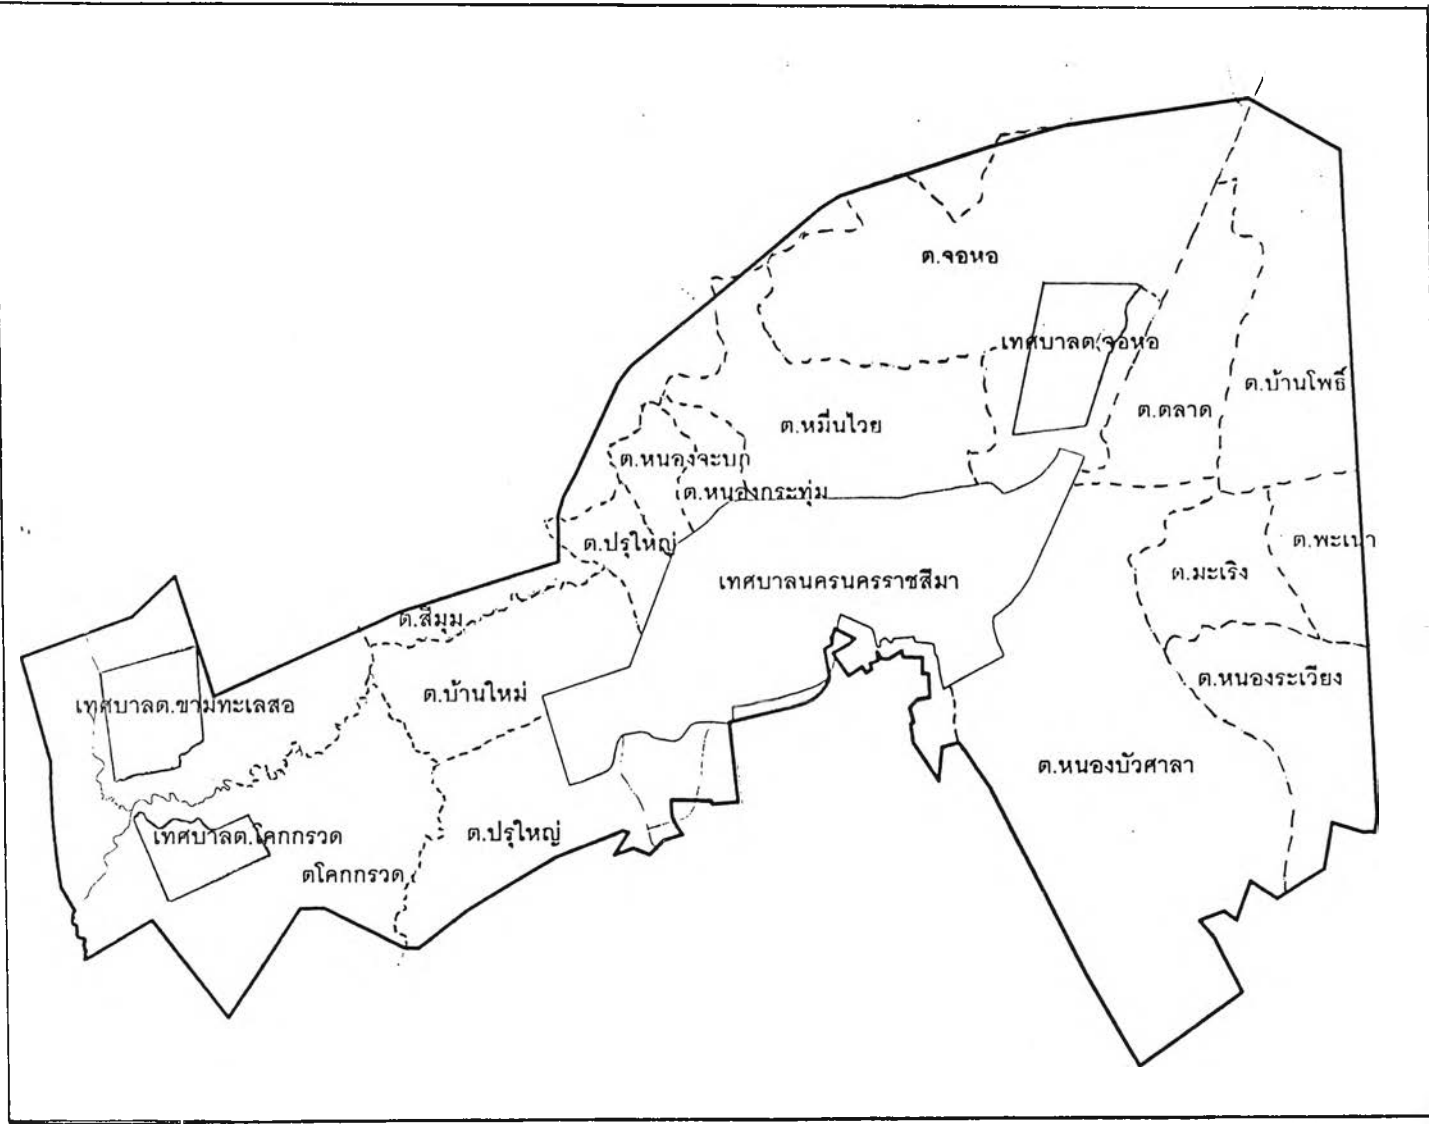 ต.จอหอ
เทศบาลต.จอหอ
ต.บ้านโพธิ์
ต.ตลาด
ต.หมื่นไวย
ต.หนองจะบก
ต.หนองกระทุ่ม
ต.ปรุใหญ่
ต.พะเนา
ต.มะเริง
เทศบาลนครนครราชสีมา
ต.สีมุม
ต.บ้านใหม่
ต.หนองระเวียง
เทศบาลต.ขามทะเลสอ
ต.หนองบัวศาลา
เทศบาลต.โคกกรวด
ต.ปรุใหญ่
ตโคกกรวด